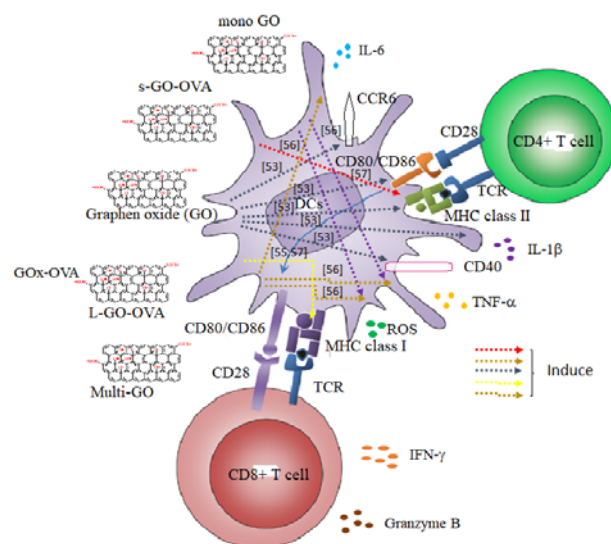 mono GO
IL-6
s-GO-OVA
CCR6
CD28
CD4+ T cell
[56]
[56]
CD80/CD86
[53]
[57]
TCR
[53]
[53]
DCs
MHC class II
[53]
Graphen oxide (GO)
[53]
IL-1β
[55-57]
GOx-OVA
[56]
CD40
L-GO-OVA
[56]
TNF-α
CD80/CD86
ROS
MHC class I
Induce
Multi-GO
CD28
TCR
IFN-γ
CD8+ T cell
Granzyme B